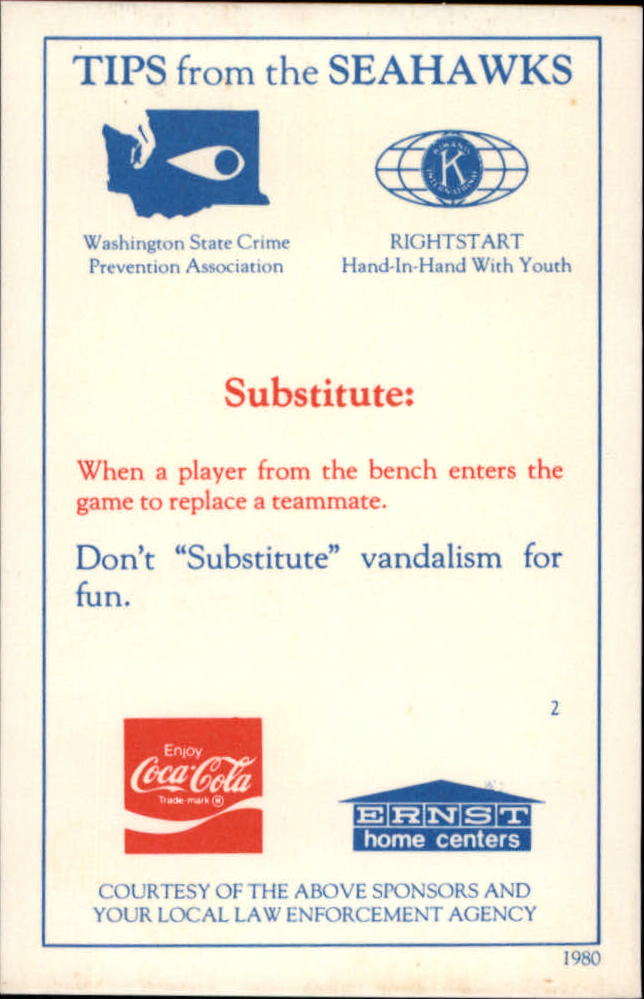 TIPS from the SEAHAWKS
Washington State Crime
Prevention Association
KIWANIS
K
INTERNATIONAL
RIGHTSTART
Hand-In-Hand With Youth
Substitute:
When a player from the bench enters the
game to replace a teammate.
Don't "Substitute" vandalism for
fun.
2
Enjoy
Coca-Cola
Trade-mark ®
ERNST
home centers
COURTESY OF THE ABOVE SPONSORS AND
YOUR LOCAL LAW ENFORCEMENT AGENCY
1980